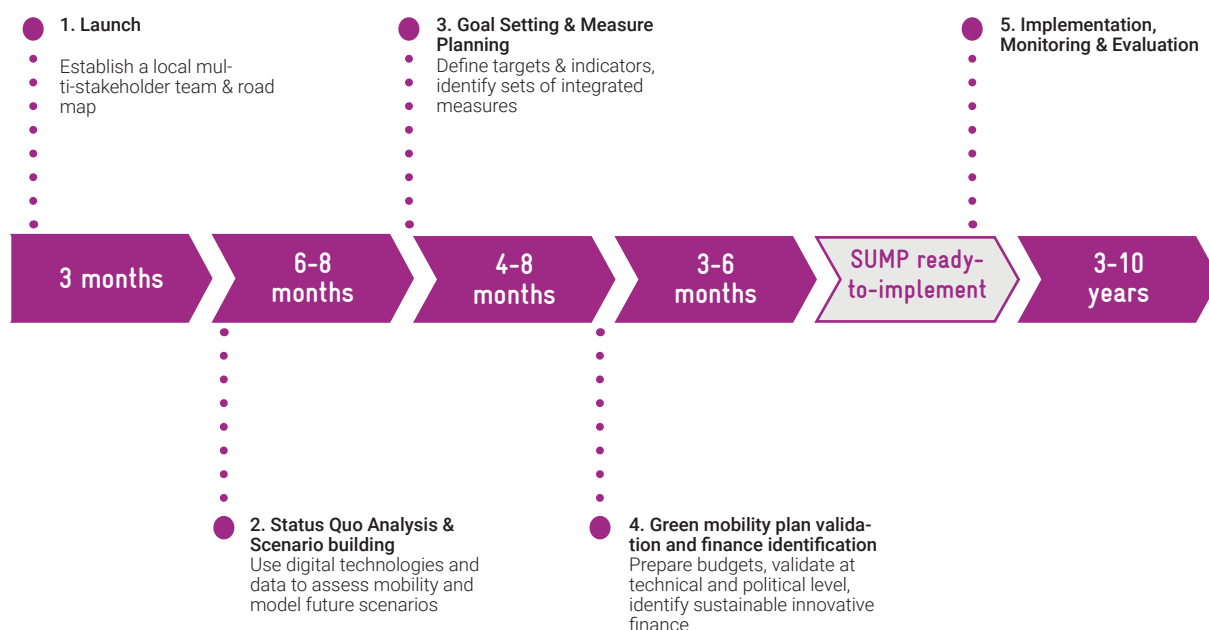 1. Launch
Establish a local mul-
ti-stakeholder team & road
map
3. Goal Setting & Measure
Planning
Define targets & indicators,
identify sets of integrated
measures
5. Implementation,
Monitoring & Evaluation
3 months
6-8
months
4-8
months
3-6
months
SUMP ready-
to-implement
3-10
years
2. Status Quo Analysis &
Scenario building
Use digital technologies and
data to assess mobility and
model future scenarios
4. Green mobility plan valida-
tion and finance identification
Prepare budgets, validate at
technical and political level,
identify sustainable innovative
finance